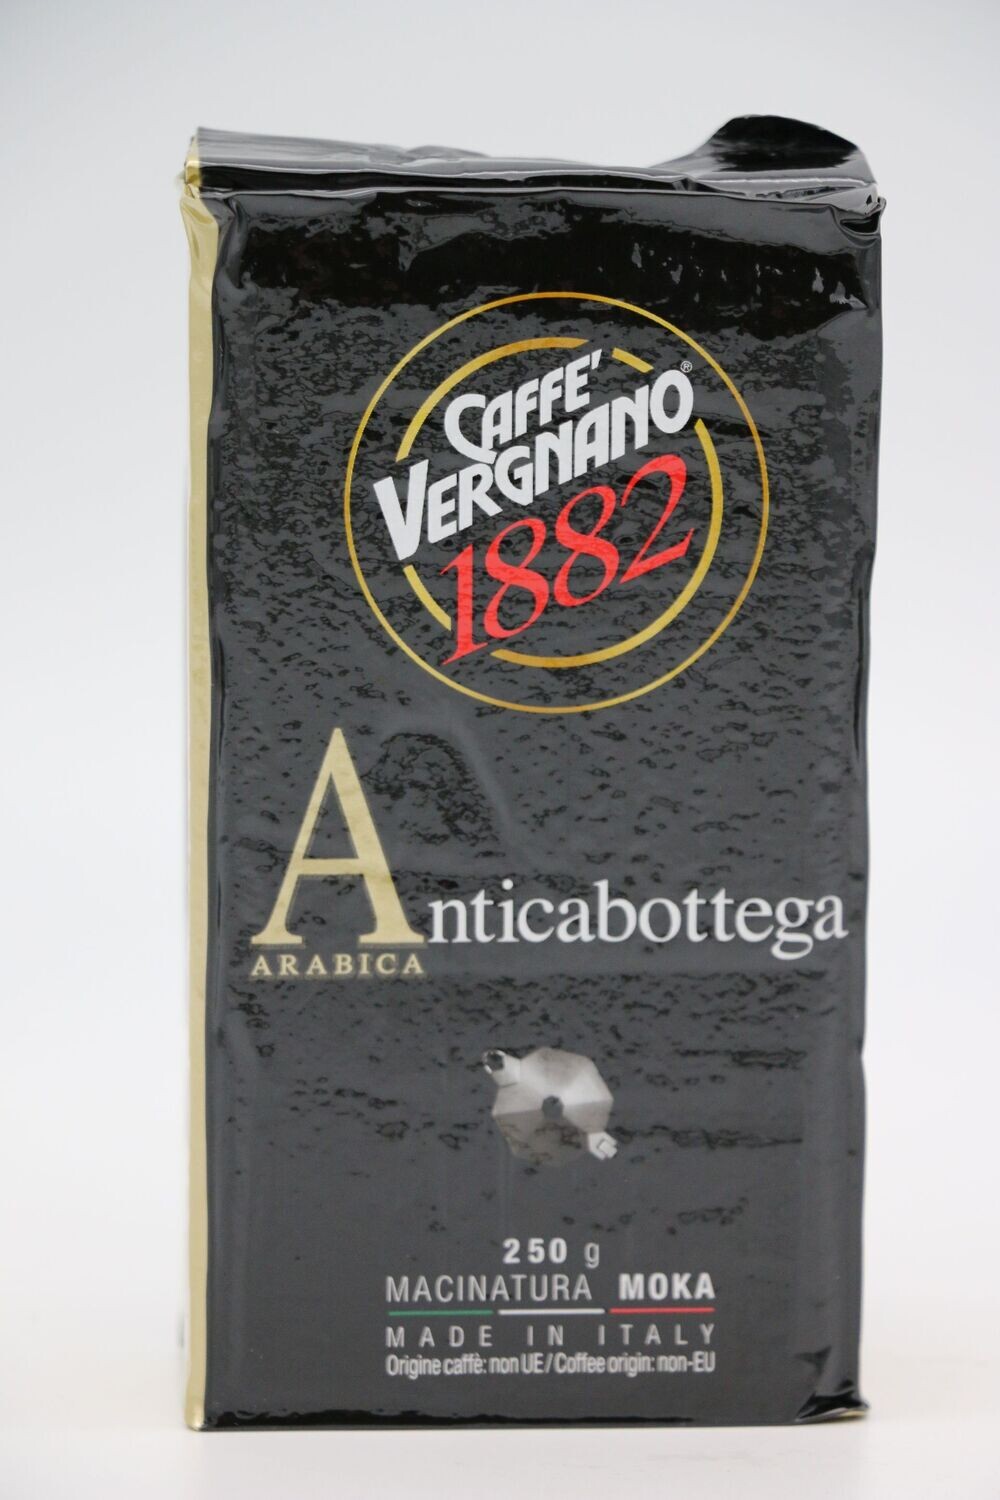 CAFFE'
VERGNANO®
1882
Anticabottega
ARABICA
250 g
MACINATURA MOKA
MADE IN ITALY
Origine caffè: non UE / Coffee origin: non-EU